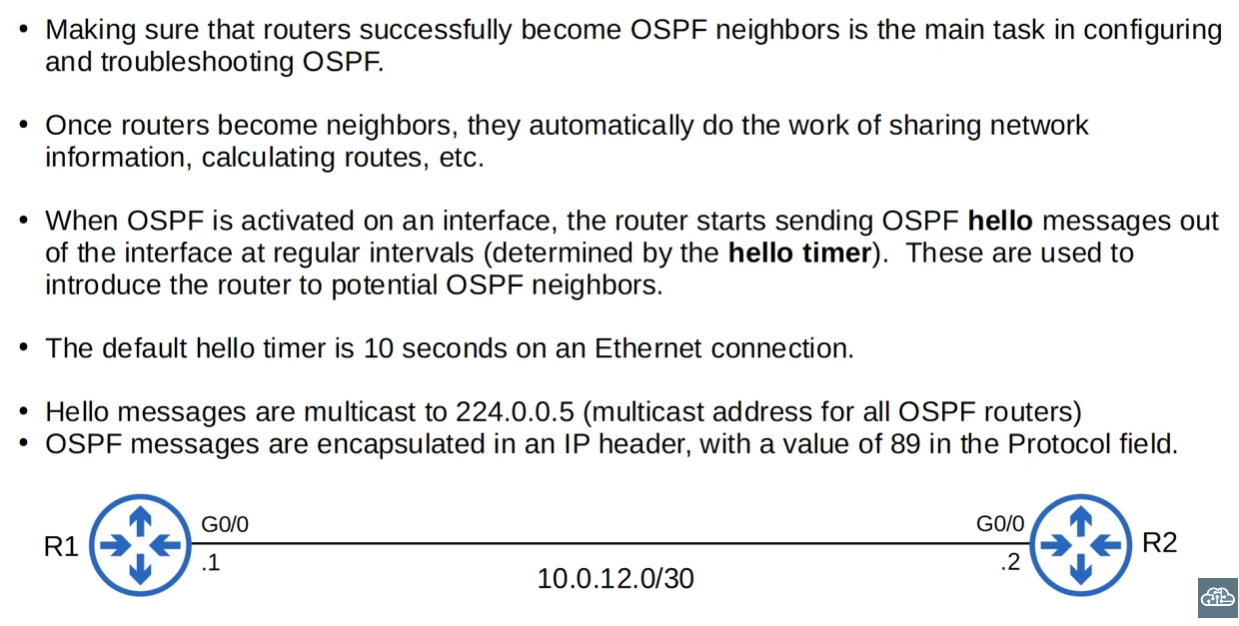 • Making sure that routers successfully become OSPF neighbors is the main task in configuring
and troubleshooting OSPF.
• Once routers become neighbors, they automatically do the work of sharing network
information, calculating routes, etc.
• When OSPF is activated on an interface, the router starts sending OSPF hello messages out
of the interface at regular intervals (determined by the hello timer).  These are used to
introduce the router to potential OSPF neighbors.
• The default hello timer is 10 seconds on an Ethernet connection.
• Hello messages are multicast to 224.0.0.5 (multicast address for all OSPF routers)
• OSPF messages are encapsulated in an IP header, with a value of 89 in the Protocol field.
R1
G0/0
.1
10.0.12.0/30
G0/0
.2
R2